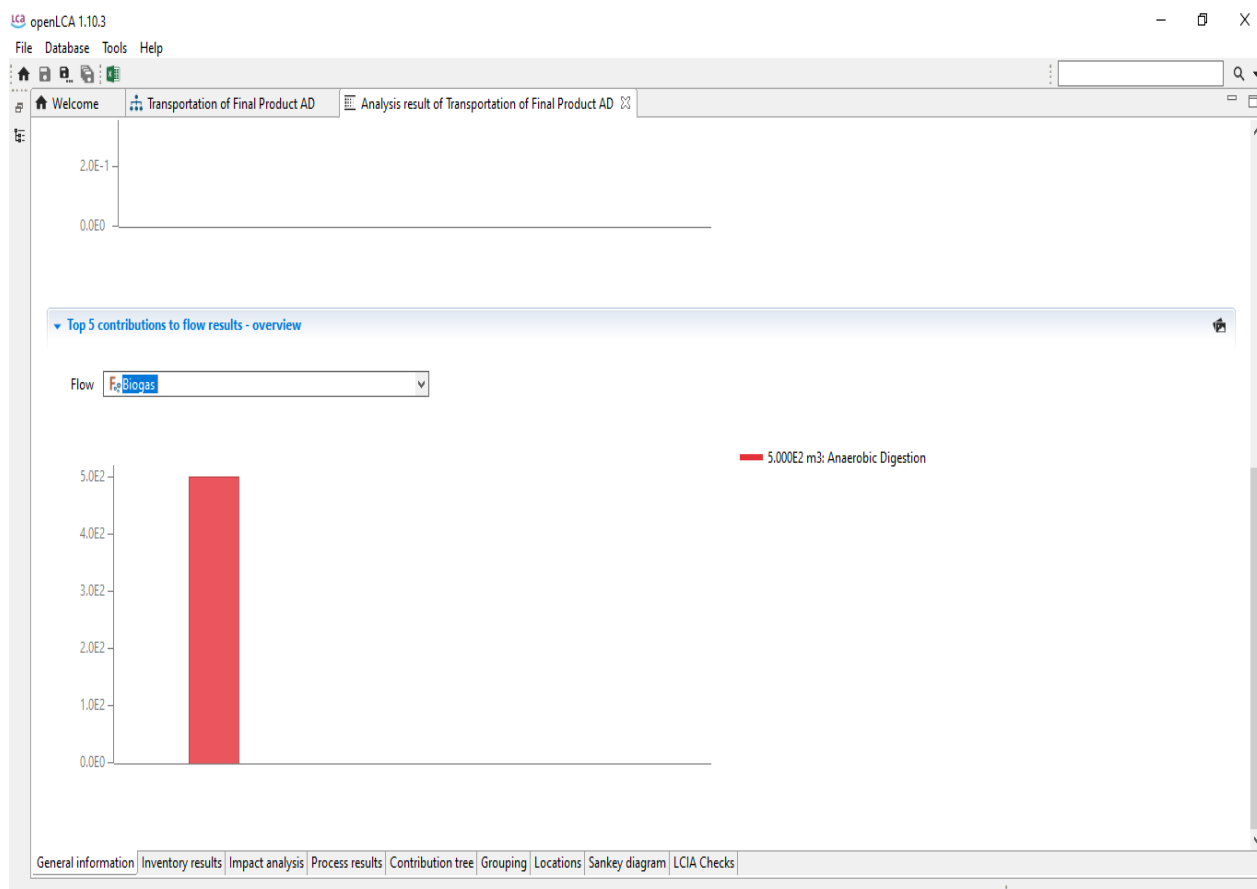 LCA openLCA 1.10.3
File Database Tools Help
Welcome Transportation of Final Product AD Analysis result of Transportation of Final Product AD
2.0E-1
0.0E0
Top 5 contributions to flow results - overview
Flow Biogas
5.000E2 m3: Anaerobic Digestion
5.0E2
4.0E2
3.0E2
2.0E2
1.0E2
0.0E0
General information Inventory results Impact analysis Process results Contribution tree Grouping Locations Sankey diagram LCIA Checks